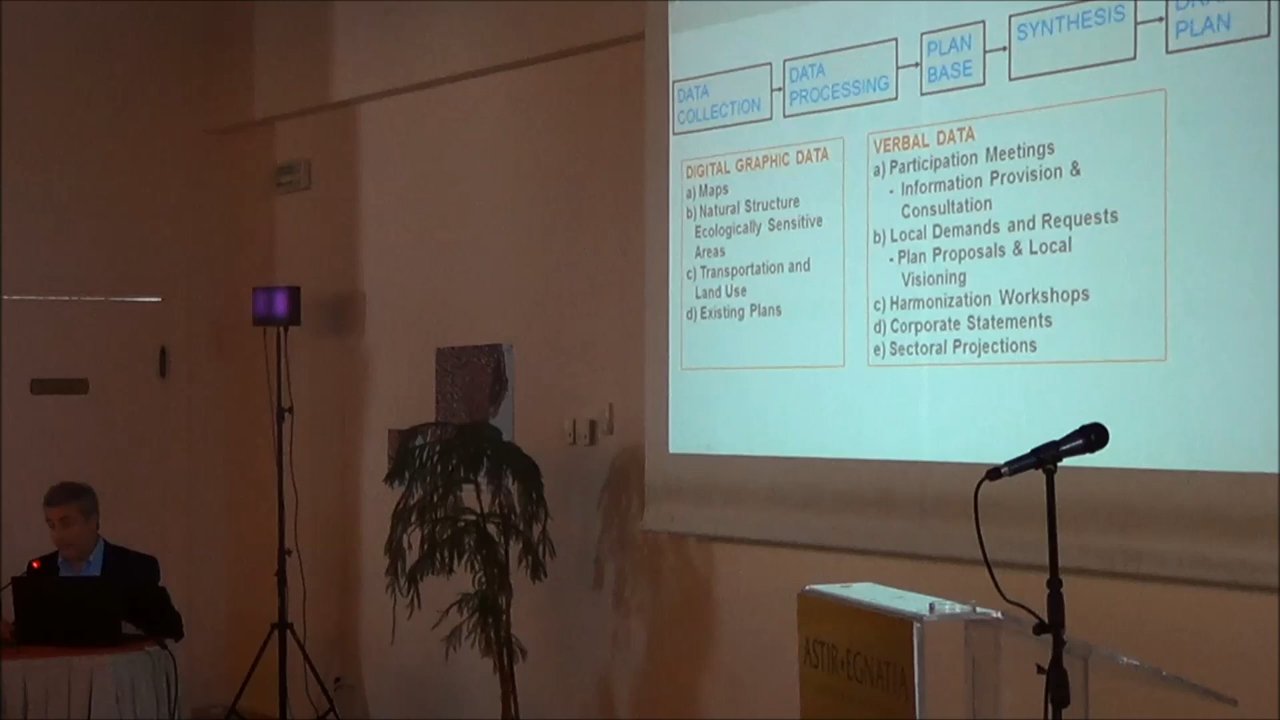 DATA
COLLECTION
DATA
PROCESSING
PLAN
BASE
SYNTHESIS
PLAN
DIGITAL GRAPHIC DATA
a) Maps
b) Natural Structure
Ecologically Sensitive
Areas
c) Transportation and
Land Use
d) Existing Plans
VERBAL DATA
a) Participation Meetings
- Information Provision &
Consultation
b) Local Demands and Requests
- Plan Proposals & Local
Visioning
c) Harmonization Workshops
d) Corporate Statements
e) Sectoral Projections
ASTIR•EGNATIA